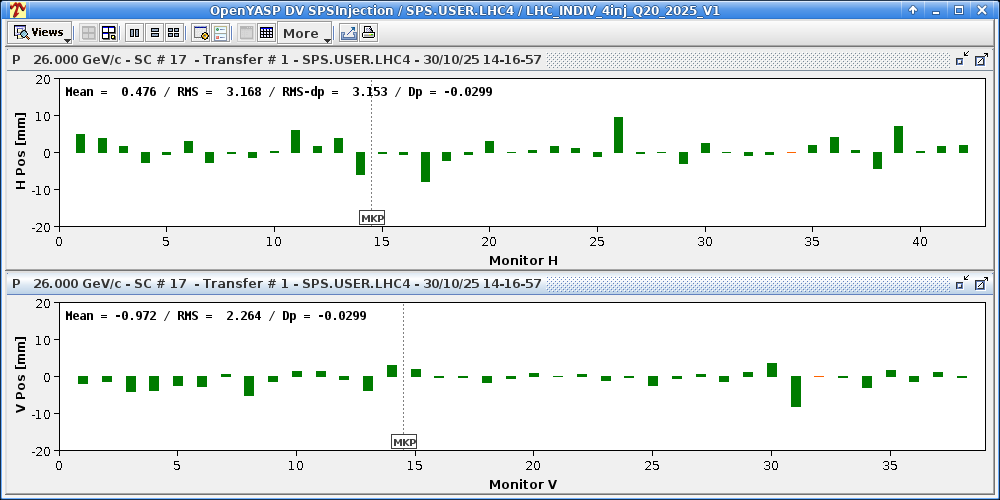 OpenYASP DV SPSInjection / SPS.USER.LHC4 / LHC_INDIV_4inj_Q20_2025_V1
Views More
P 26.000 GeV/c - SC # 17 - Transfer # 1 - SPS.USER.LHC4 - 30/10/25 14-16-57
Mean = 0.476 / RMS = 3.168 / RMS-dp = 3.153 / Dp = -0.0299
H Pos [mm]
20
10
0
-10
-20
MKP
0 5 10 15 20 25 30 35 40
Monitor H
P 26.000 GeV/c - SC # 17 - Transfer # 1 - SPS.USER.LHC4 - 30/10/25 14-16-57
Mean = -0.972 / RMS = 2.264 / Dp = -0.0299
V Pos [mm]
20
10
0
-10
-20
MKP
0 5 10 15 20 25 30 35
Monitor V